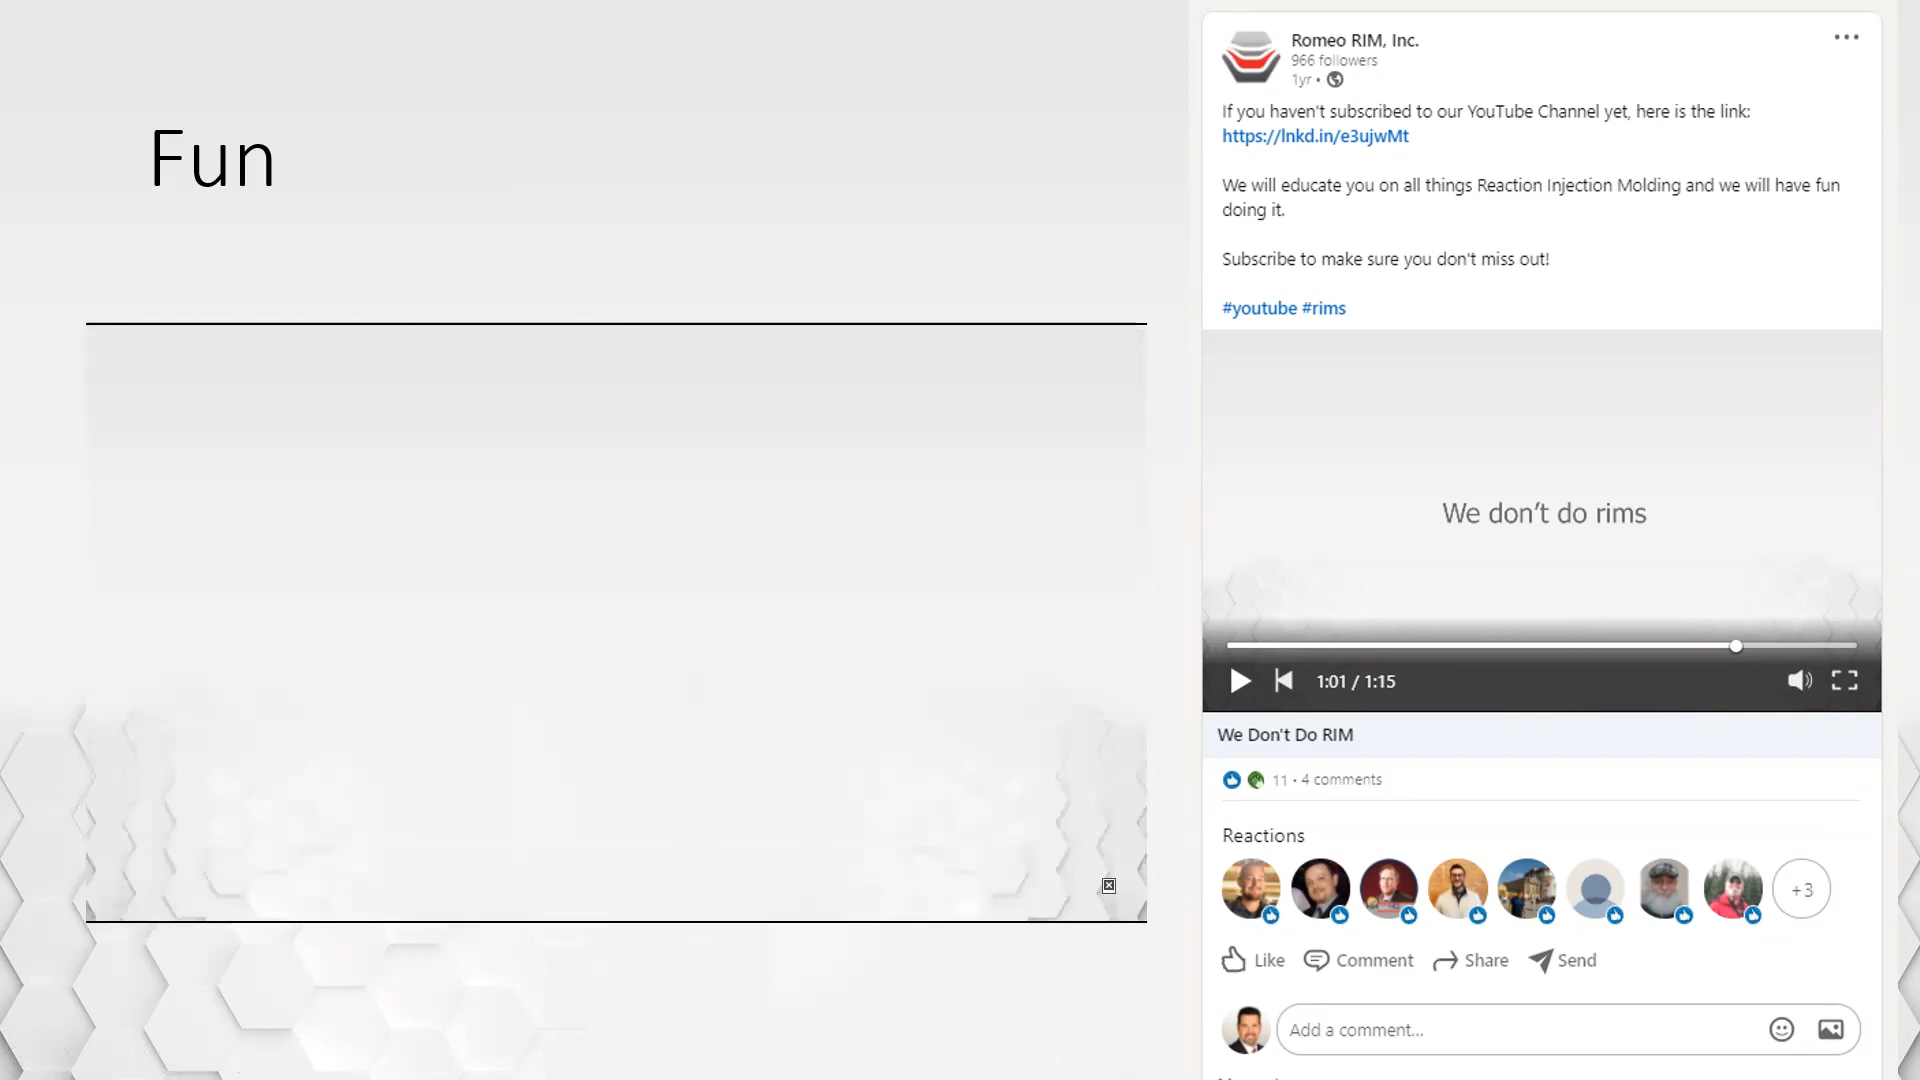 Fun
Romeo RIM, Inc.
966 followers
1yr •
If you haven't subscribed to our YouTube Channel yet, here is the link:
https://lnkd.in/e3ujwMt
We will educate you on all things Reaction Injection Molding and we will have fun
doing it.
Subscribe to make sure you don't miss out!
#youtube #rims
We don't do rims
1:01 / 1:15
We Don't Do RIM
11 • 4 comments
Reactions
+3
Like Comment Share Send
Add a comment...